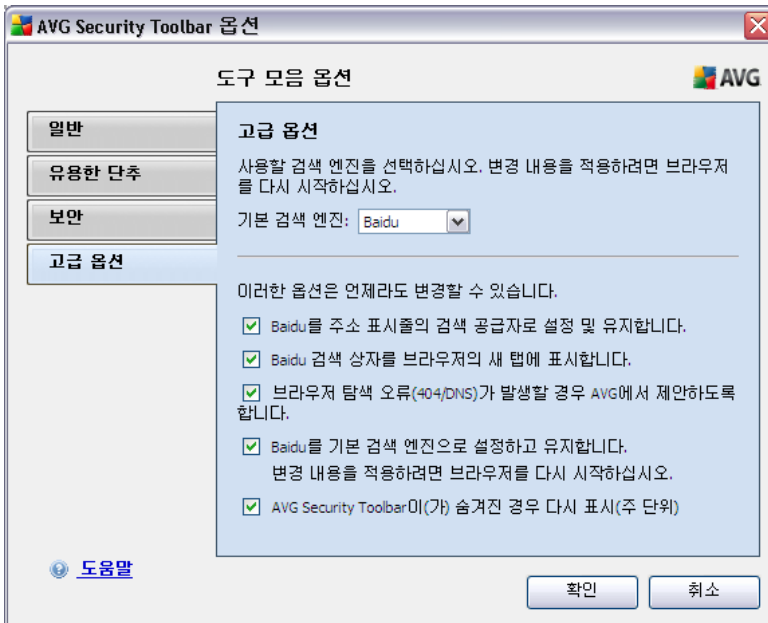 AVG Security Toolbar 옵션
도구 모음 옵션
AVG
일반
유용한 단추
보안
고급 옵션
고급 옵션
사용할 검색 엔진을 선택하십시오. 변경 내용을 적용하려면 브라우저
를 다시 시작하십시오.
기본 검색 엔진: Baidu
이러한 옵션은 언제라도 변경할 수 있습니다.
Baidu를 주소 표시줄의 검색 공급자로 설정 및 유지합니다.
Baidu 검색 상자를 브라우저의 새 탭에 표시합니다.
브라우저 탐색 오류(404/DNS)가 발생할 경우 AVG에서 제안하도록
합니다.
Baidu를 기본 검색 엔진으로 설정하고 유지합니다.
변경 내용을 적용하려면 브라우저를 다시 시작하십시오.
AVG Security Toolbar이(가) 숨겨진 경우 다시 표시(주 단위)
도움말
확인
취소